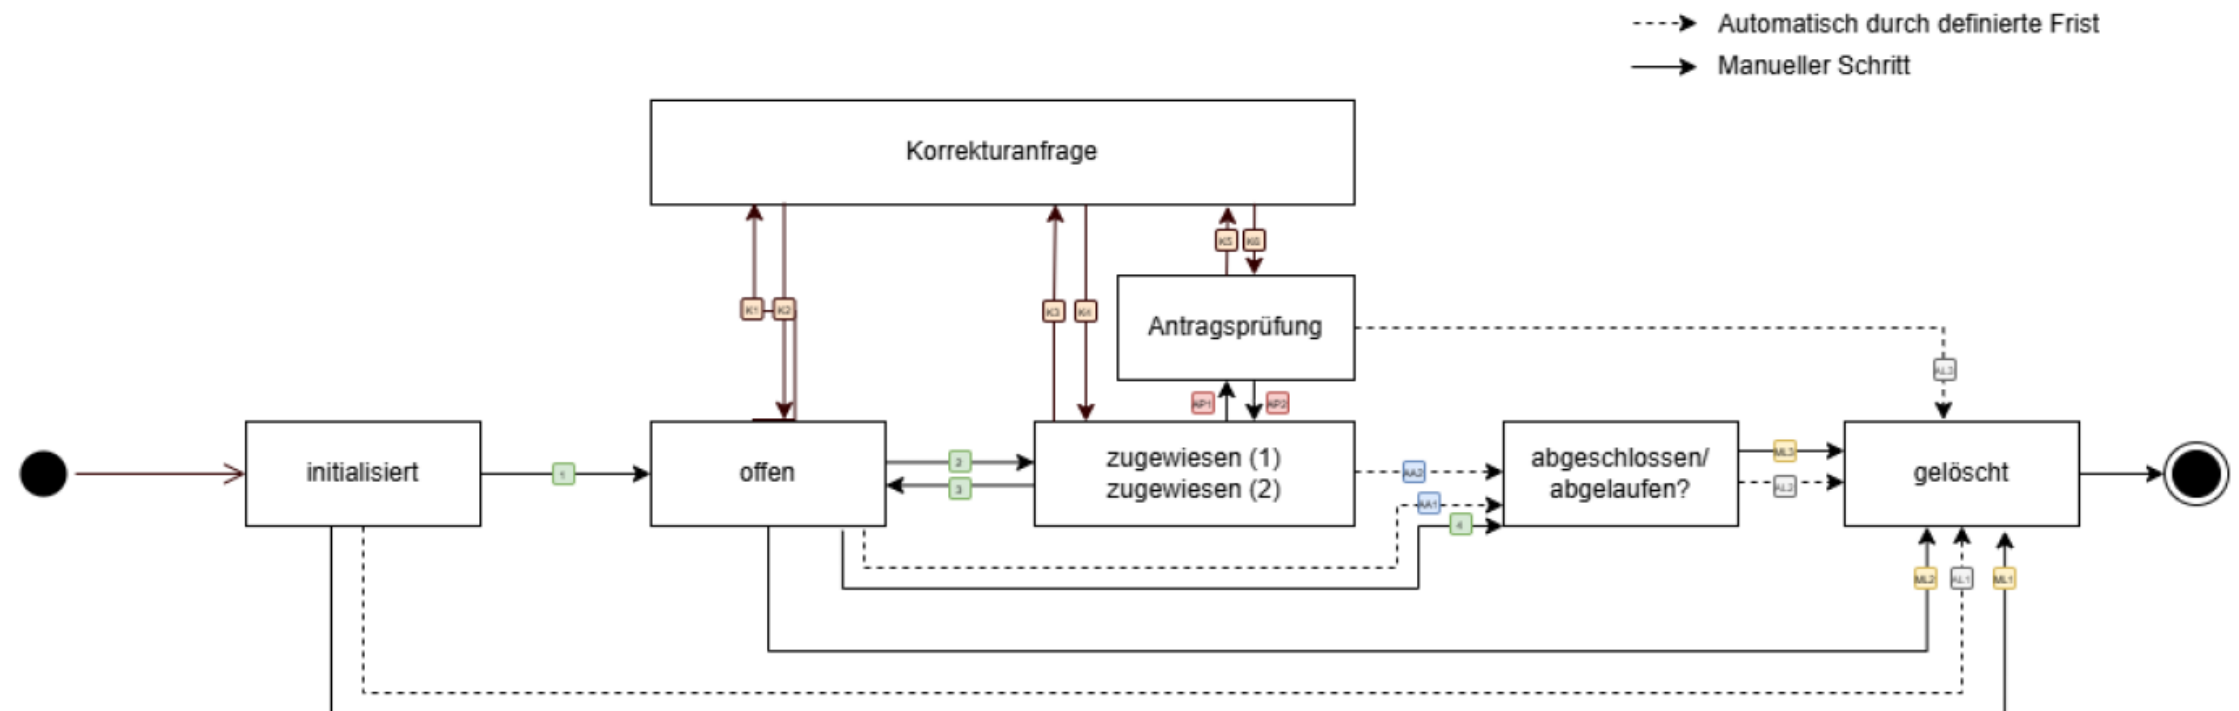 Automatisch durch definierte Frist
Manueller Schritt
Korrekturanfrage
K5 K6
K1 K2 K3 K4
Antragsprüfung
AL3
AP1 AP2
initialisiert
1
offen
2
3
zugewiesen (1)
zugewiesen (2)
AA2
AA1
4
abgeschlossen/
abgelaufen?
ML3
AL2
gelöscht
ML2 AL1 ML1